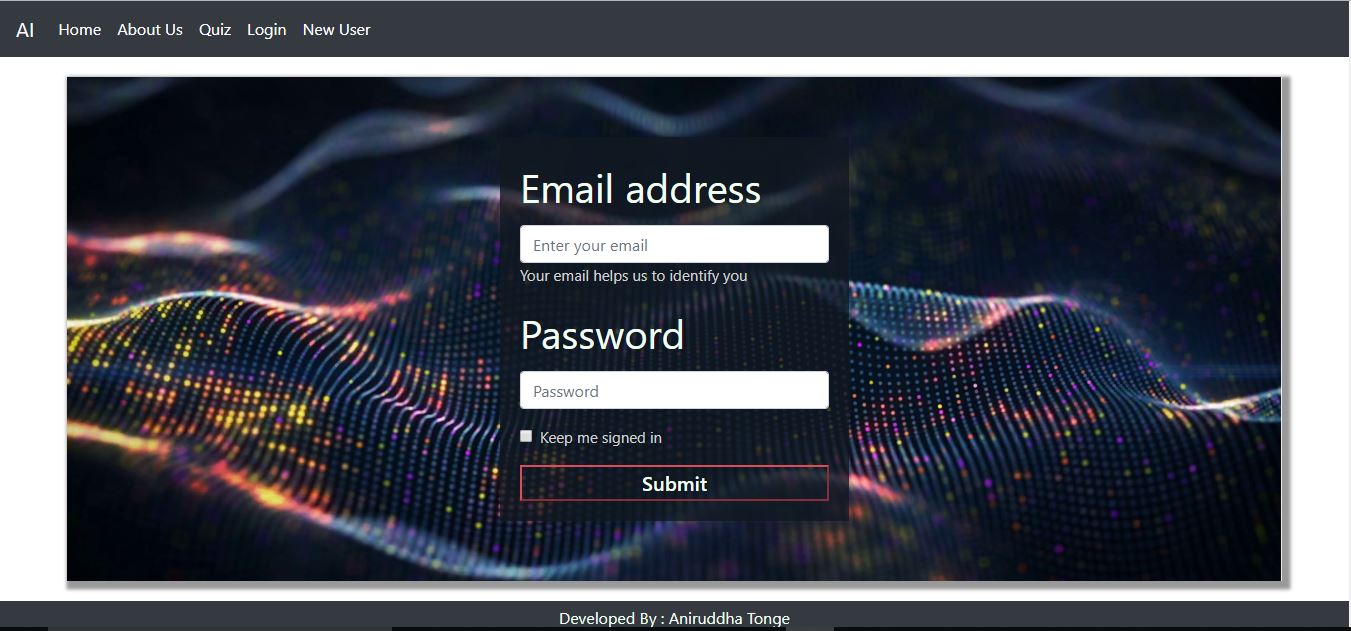 AI Home About Us Quiz Login New User
Email address
Enter your email
Your email helps us to identify you
Password
Password
Keep me signed in
Submit
Developed By : Aniruddha Tonge